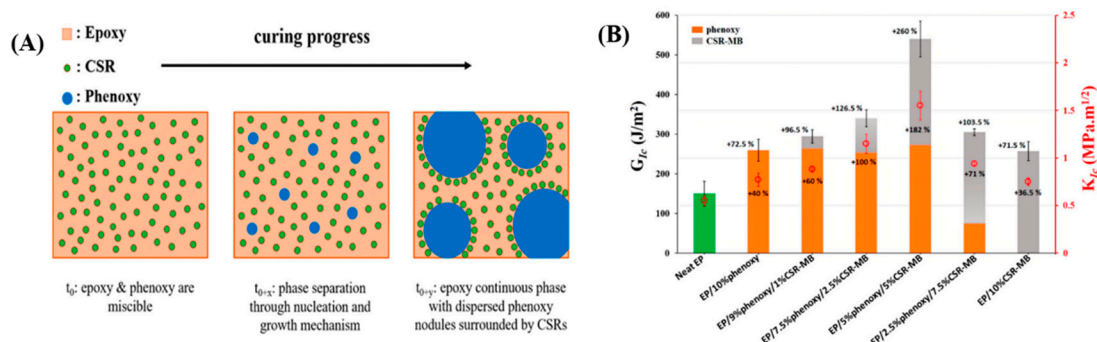 (A)
: Epoxy
: CSR
: Phenoxy
curing progress
t0: epoxy & phenoxy are
miscible
t0+x: phase separation
through nucleation and
growth mechanism
t0+y: epoxy continuous phase
with dispersed phenoxy
nodules surrounded by CSRs
(B)
phenoxy
CSR-MB
GIc (J/m²)
600
500
400
300
200
100
0
+72.5 %
+40 %
+96.5 %
+60 %
+126.5 %
+100 %
+260 %
+182 %
+103.5 %
+71 %
+71.5 %
+36.5 %
2.5
2
1.5
1
0.5
0
KIc (MPa.m1/2)
Neat EP
EP/10%phenoxy
EP/9%phenoxy/1%CSR-MB
EP/7.5%phenoxy/2.5%CSR-MB
EP/5%phenoxy/5%CSR-MB
EP/2.5%phenoxy/7.5%CSR-MB
EP/10%CSR-MB